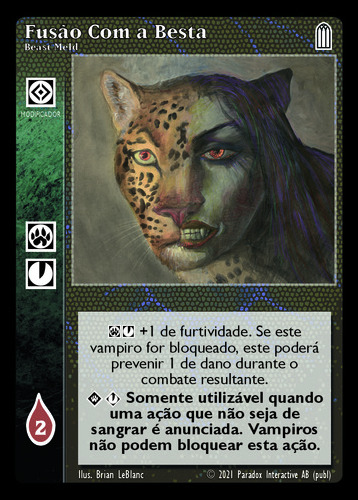 Fusão Com a Besta
Beast Meld
MODIFICADOR
+1 de furtividade. Se este
vampiro for bloqueado, este poderá
prevenir 1 de dano durante o
combate resultante.
Somente utilizável quando
uma ação que não seja de
sangrar é anunciada. Vampiros
não podem bloquear esta ação.
2
Ilus. Brian LeBlanc
© 2021 Paradox Interactive AB (publ)